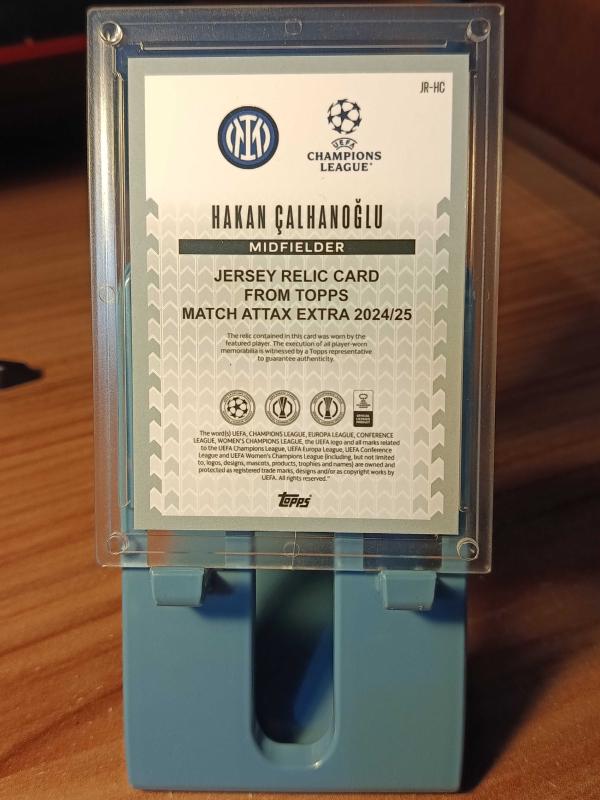 JR-HC
UEFA
CHAMPIONS
LEAGUE
HAKAN ÇALHANOĞLU
MIDFIELDER
JERSEY RELIC CARD
FROM TOPPS
MATCH ATTAX EXTRA 2024/25
The relic contained in this card was worn by the
featured player. The execution of all player-worn
memorabilia is witnessed by a Topps representative
to guarantee authenticity.
OFFICIAL
LICENSED
PRODUCT
The word(s) UEFA, CHAMPIONS LEAGUE, EUROPA LEAGUE, CONFERENCE
LEAGUE, WOMEN'S CHAMPIONS LEAGUE, the UEFA logo and all marks related
to the UEFA Champions League, UEFA Europa League, UEFA Conference
League and UEFA Women's Champions League (including, but not limited
to, logos, designs, mascots, products, trophies and names) are owned and
protected as registered trade marks, designs and/or as copyright works by
UEFA. All rights reserved."
Topps